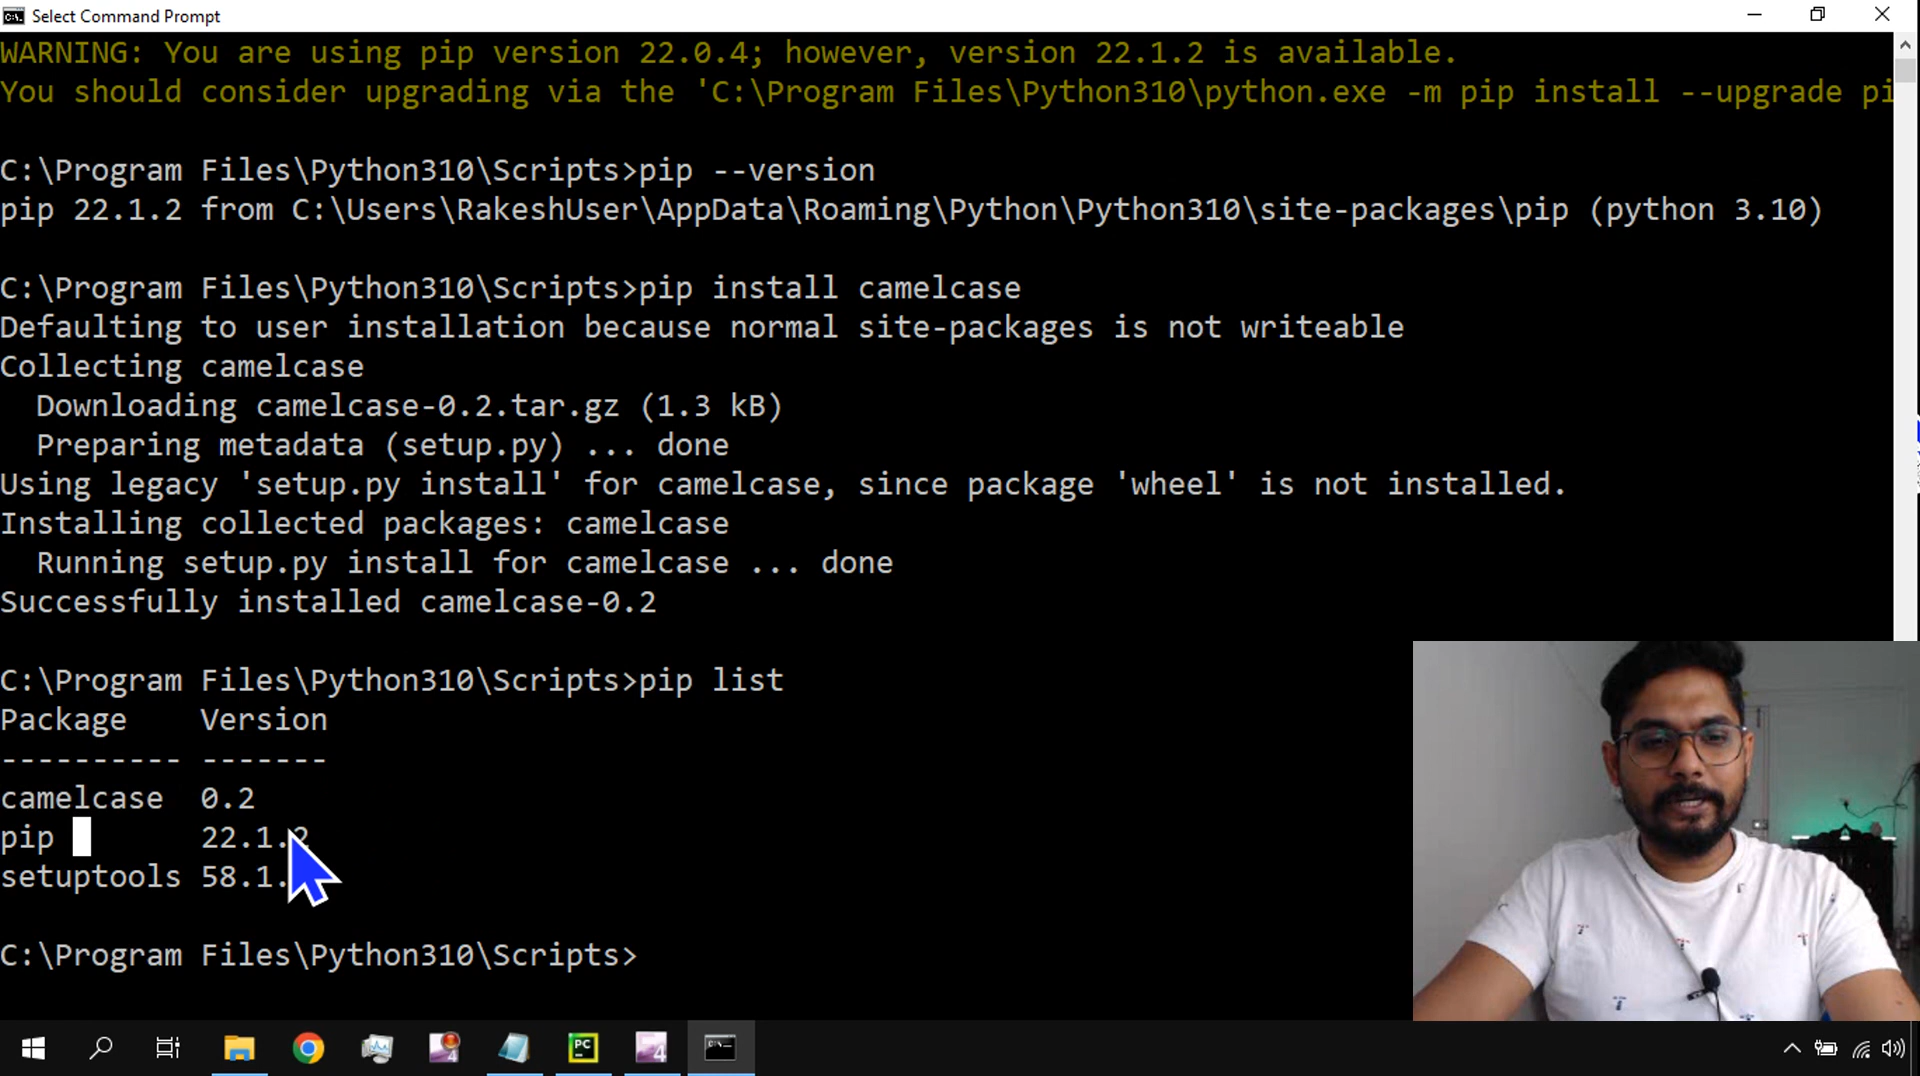 Select Command Prompt
WARNING: You are using pip version 22.0.4; however, version 22.1.2 is available.
You should consider upgrading via the 'C:\Program Files\Python310\python.exe -m pip install --upgrade pi
C:\Program Files\Python310\Scripts>pip --version
pip 22.1.2 from C:\Users\RakeshUser\AppData\Roaming\Python\Python310\site-packages\pip (python 3.10)
C:\Program Files\Python310\Scripts>pip install camelcase
Defaulting to user installation because normal site-packages is not writeable
Collecting camelcase
  Downloading camelcase-0.2.tar.gz (1.3 kB)
  Preparing metadata (setup.py) ... done
Using legacy 'setup.py install' for camelcase, since package 'wheel' is not installed.
Installing collected packages: camelcase
  Running setup.py install for camelcase ... done
Successfully installed camelcase-0.2
C:\Program Files\Python310\Scripts>pip list
Package    Version
---------- -------
camelcase  0.2
pip        22.1.2
setuptools 58.1.
C:\Program Files\Python310\Scripts>